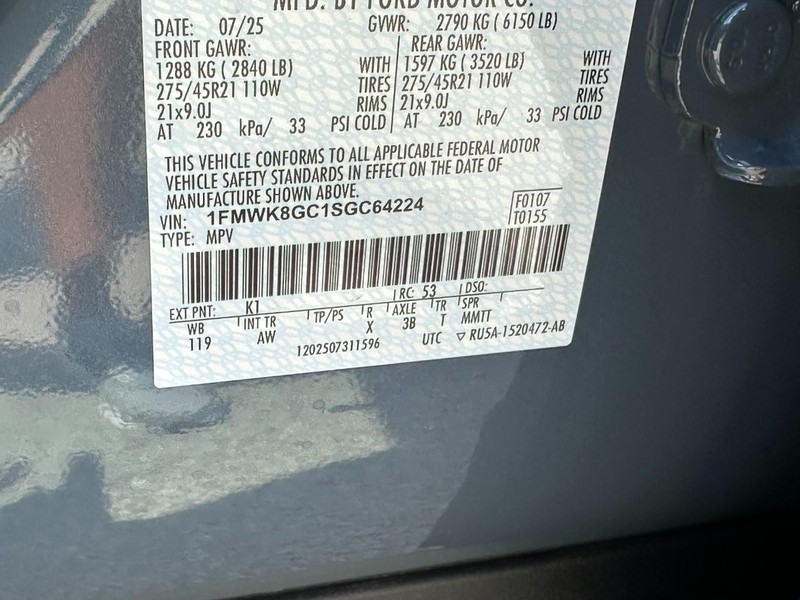 MFD. BY FORD MOTOR CO.
DATE: 07/25 GVWR: 2790 KG ( 6150 LB)
FRONT GAWR: REAR GAWR:
1288 KG ( 2840 LB) WITH 1597 KG ( 3520 LB) WITH
275/45R21 110W TIRES 275/45R21 110W TIRES
21x9.0J RIMS 21x9.0J RIMS
AT 230 kPa/ 33 PSI COLD AT 230 kPa/ 33 PSI COLD
THIS VEHICLE CONFORMS TO ALL APPLICABLE FEDERAL MOTOR
VEHICLE SAFETY STANDARDS IN EFFECT ON THE DATE OF
MANUFACTURE SHOWN ABOVE.
VIN: 1FMWK8GC1SGC64224 F0107
TYPE: MPV T0155
EXT PNT: K1 RC: 53 DSO:
WB INT TR TP/PS R AXLE TR SPR
119 AW X 3B T MMTT
1202507311596 UTC ▽ RU5A-1520472-AB